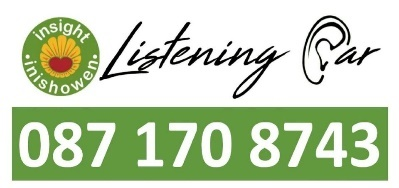 insight
inishowen
Listening Ear
087 170 8743